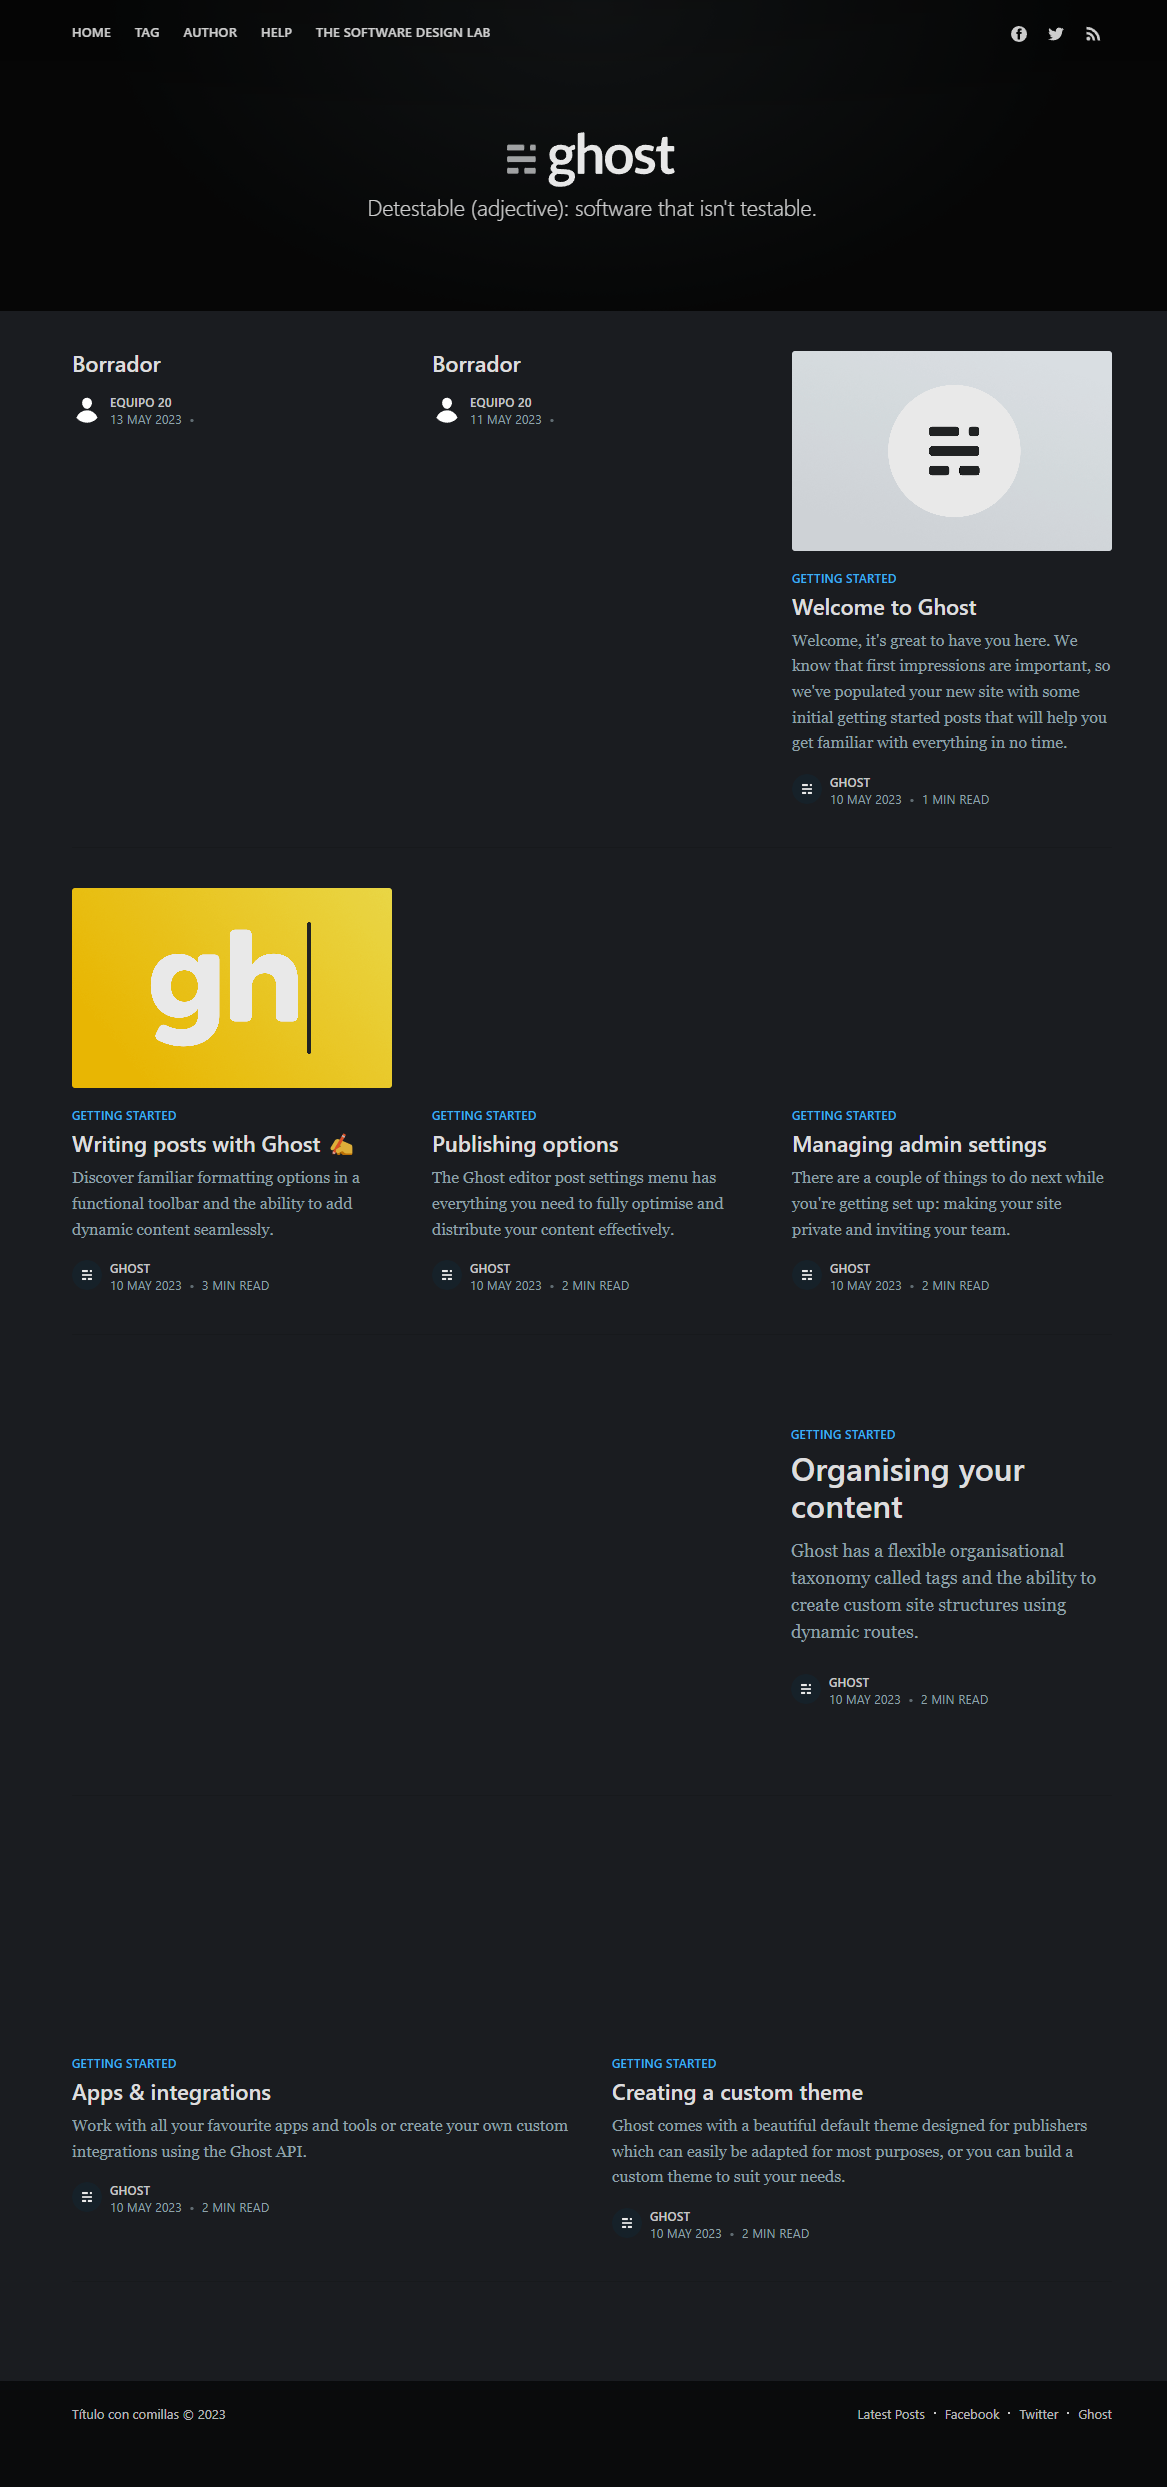 HOME TAG AUTHOR HELP THE SOFTWARE DESIGN LAB
ghost
Detestable (adjective): software that isn't testable.
Borrador
EQUIPO 20
13 MAY 2023 •
Borrador
EQUIPO 20
11 MAY 2023 •
GETTING STARTED
Welcome to Ghost
Welcome, it's great to have you here. We
know that first impressions are important, so
we've populated your new site with some
initial getting started posts that will help you
get familiar with everything in no time.
GHOST
10 MAY 2023 • 1 MIN READ
gh
GETTING STARTED
Writing posts with Ghost ✍️
Discover familiar formatting options in a
functional toolbar and the ability to add
dynamic content seamlessly.
GHOST
10 MAY 2023 • 3 MIN READ
GETTING STARTED
Publishing options
The Ghost editor post settings menu has
everything you need to fully optimise and
distribute your content effectively.
GHOST
10 MAY 2023 • 2 MIN READ
GETTING STARTED
Managing admin settings
There are a couple of things to do next while
you're getting set up: making your site
private and inviting your team.
GHOST
10 MAY 2023 • 2 MIN READ
GETTING STARTED
Organising your
content
Ghost has a flexible organisational
taxonomy called tags and the ability to
create custom site structures using
dynamic routes.
GHOST
10 MAY 2023 • 2 MIN READ
GETTING STARTED
Apps & integrations
Work with all your favourite apps and tools or create your own custom
integrations using the Ghost API.
GHOST
10 MAY 2023 • 2 MIN READ
GETTING STARTED
Creating a custom theme
Ghost comes with a beautiful default theme designed for publishers
which can easily be adapted for most purposes, or you can build a
custom theme to suit your needs.
GHOST
10 MAY 2023 • 2 MIN READ
Título con comillas © 2023
Latest Posts · Facebook · Twitter · Ghost